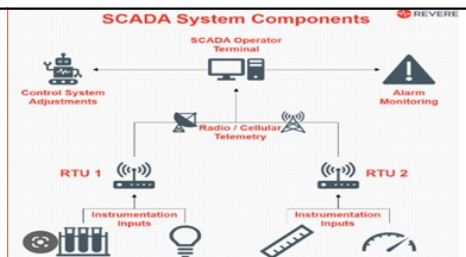 SCADA System Components
REVERE
SCADA Operator
Terminal
Control System
Adjustments
Alarm
Monitoring
Radio / Cellular
Telemetry
RTU 1
RTU 2
Instrumentation
Inputs
Instrumentation
Inputs